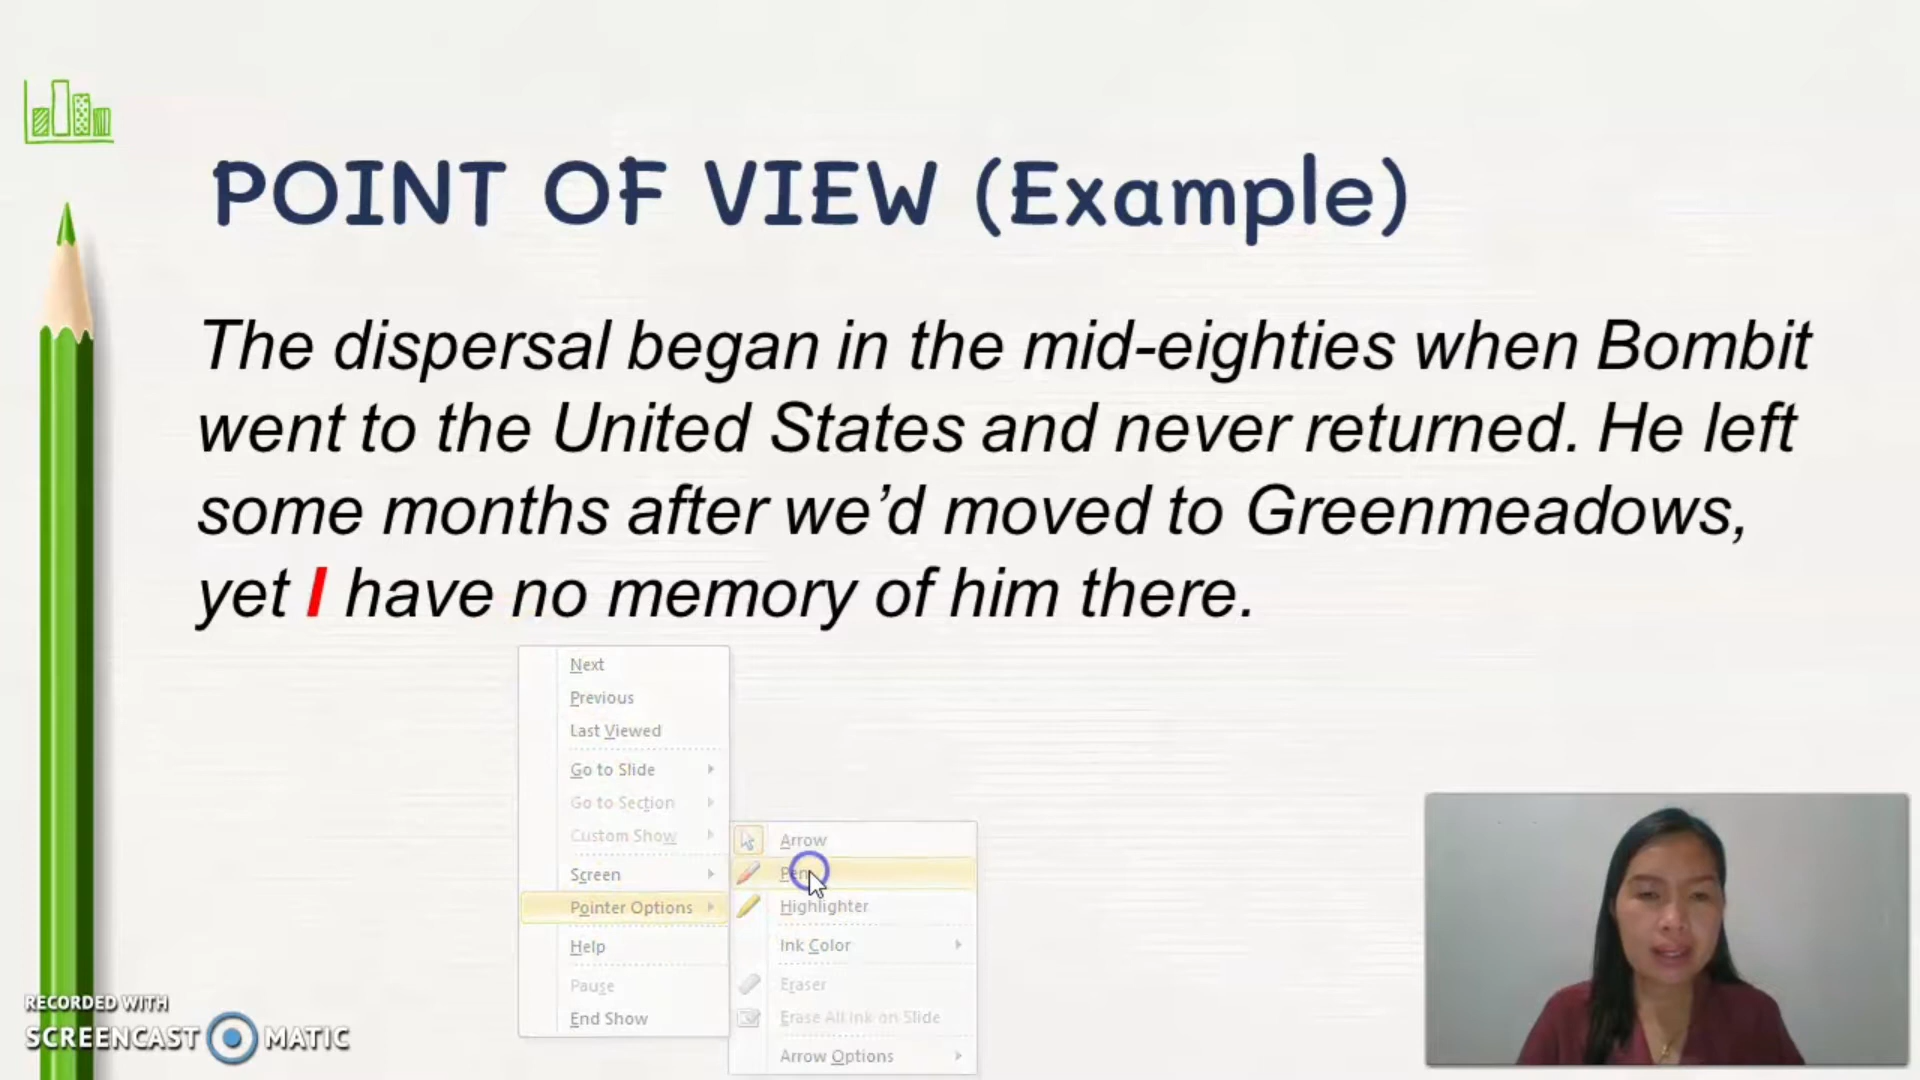 POINT OF VIEW (Example)
The dispersal began in the mid-eighties when Bombit
went to the United States and never returned. He left
some months after we’d moved to Greenmeadows,
yet I have no memory of him there.
Next
Previous
Last Viewed
Go to Slide
Go to Section
Custom Show
Screen
Pointer Options
Help
Pause
End Show
Arrow
Pen
Highlighter
Ink Color
Eraser
Erase All Ink on Slide
Arrow Options
RECORDED WITH
SCREENCAST MATIC